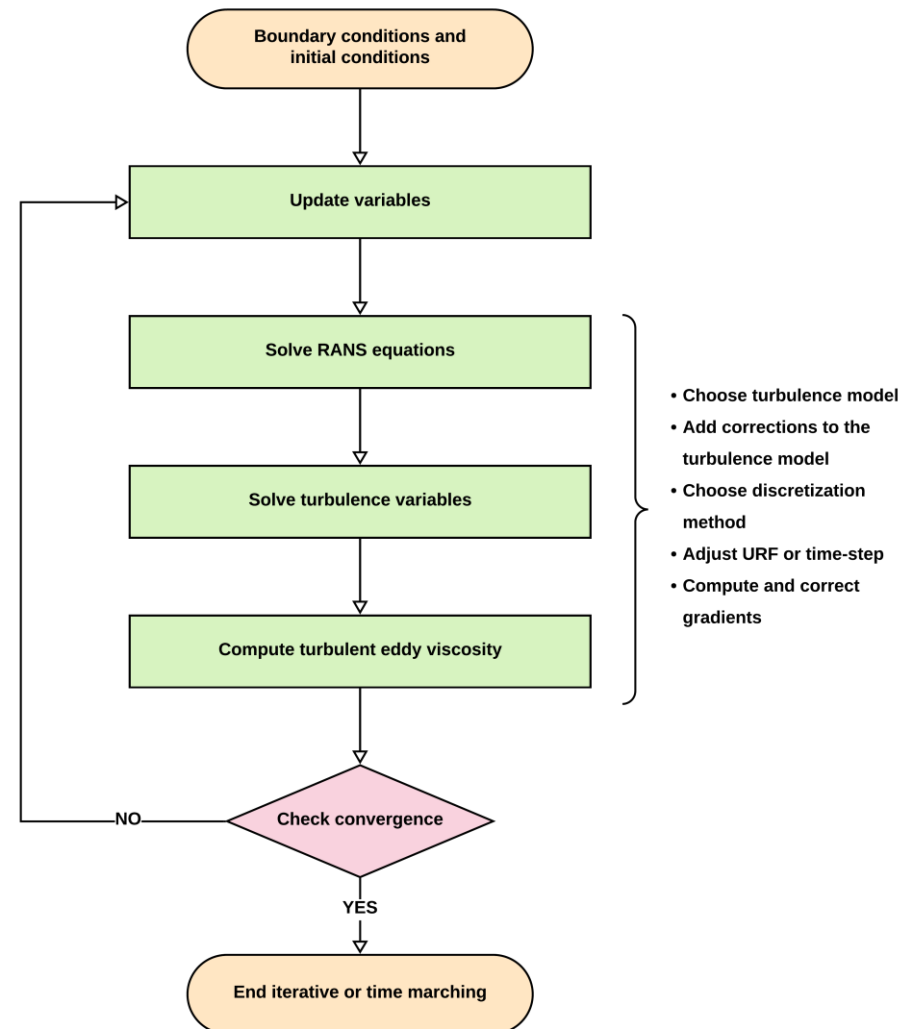 Boundary conditions and
initial conditions
Update variables
Solve RANS equations
Solve turbulence variables
Compute turbulent eddy viscosity
• Choose turbulence model
• Add corrections to the
turbulence model
• Choose discretization
method
• Adjust URF or time-step
• Compute and correct
gradients
Check convergence
NO
YES
End iterative or time marching